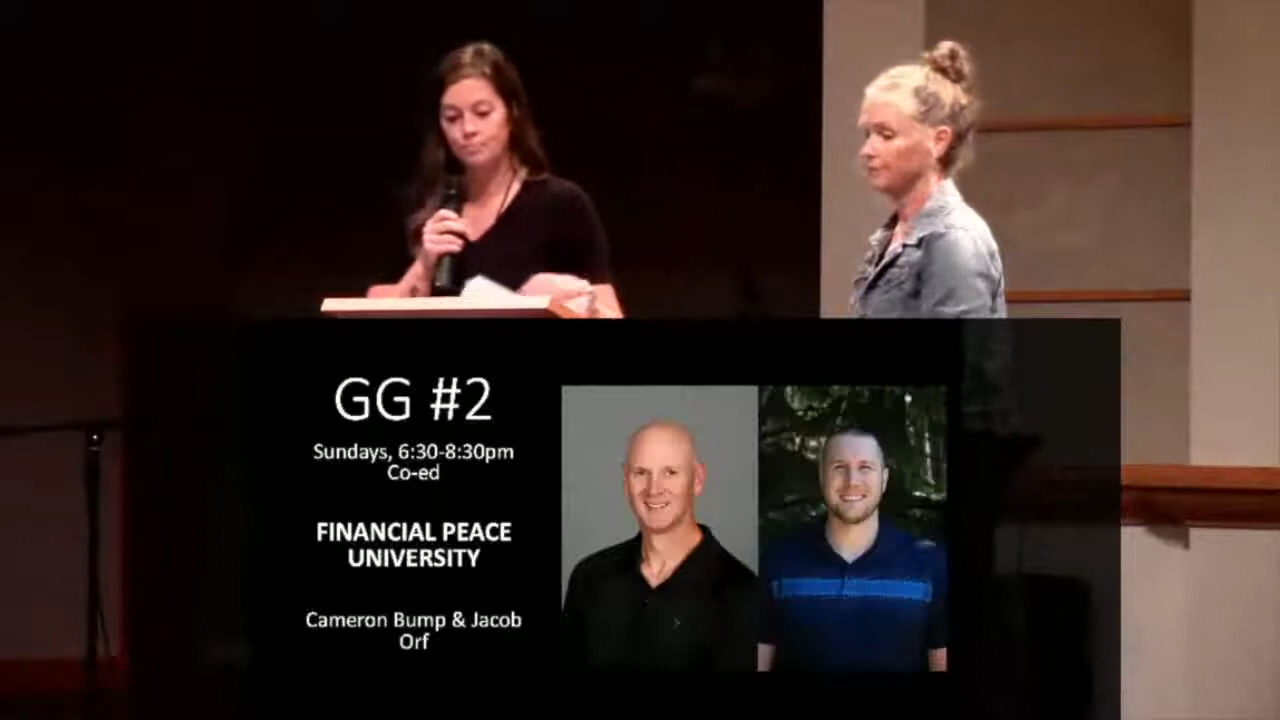 GG #2
Sundays, 6:30-8:30pm
Co-ed
FINANCIAL PEACE
UNIVERSITY
Cameron Bump & Jacob
Orf